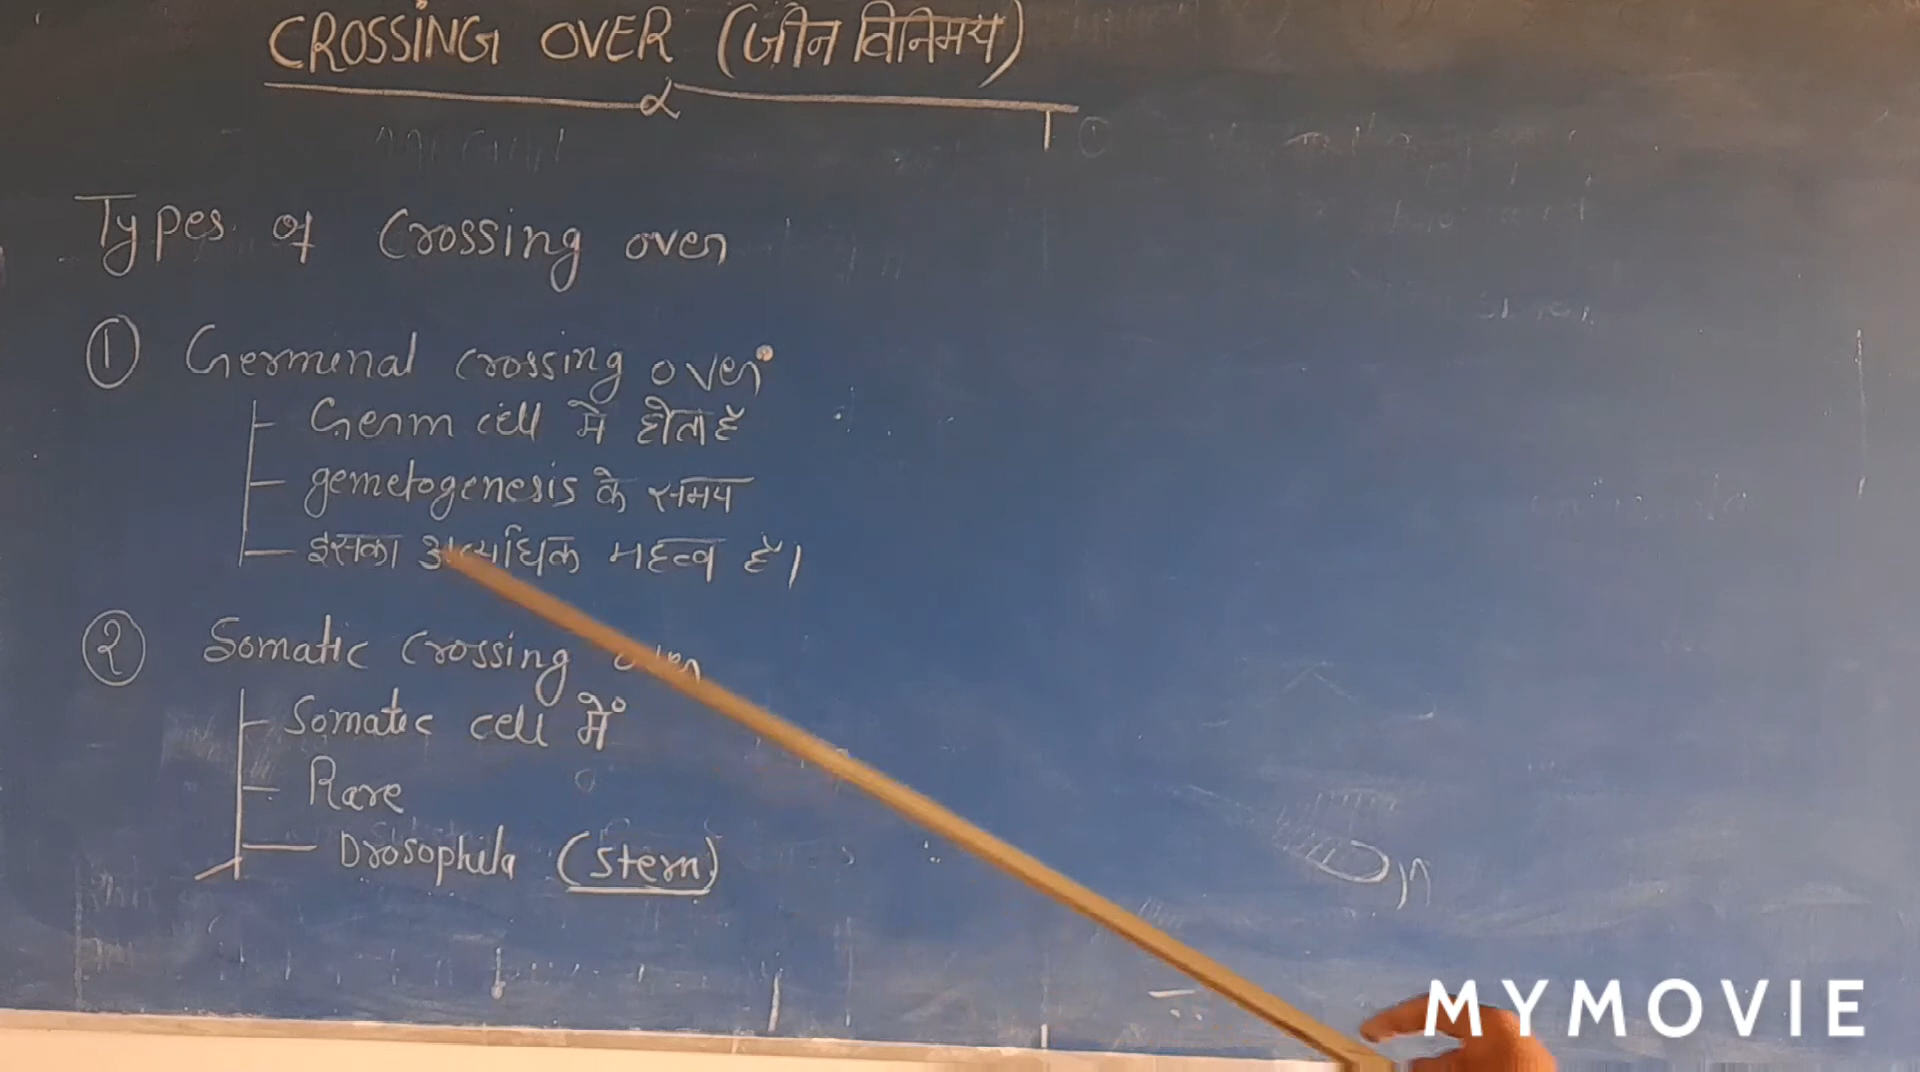 CROSSING OVER (जीन विनिमय)
Types of Crossing over
① Germinal crossing over
Germ cell मे होता है
gemetogenesis के समय
इसका अत्यधिक महत्व है।
② Somatic Crossing over
Somatic cell में
Rare
Drosophila (Stern)
MYMOVIE